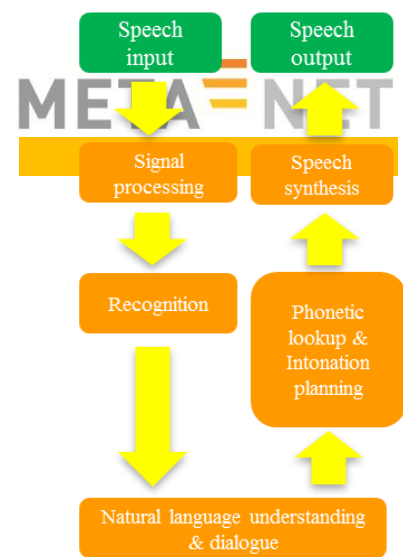 Speech
input
Speech
output
META NET
Signal
processing
Speech
synthesis
Recognition
Phonetic
lookup &
Intonation
planning
Natural language understanding
& dialogue